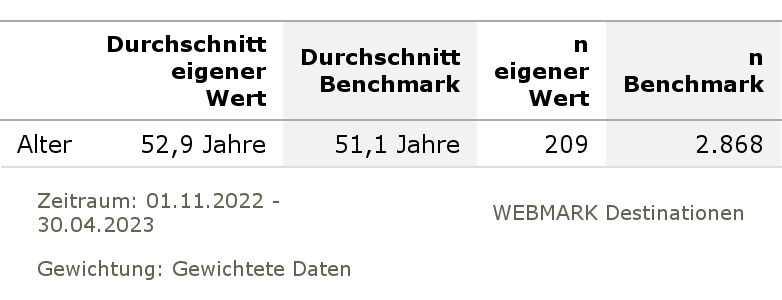 Durchschnitt eigener Wert Durchschnitt Benchmark n eigener Wert n Benchmark
Alter 52,9 Jahre 51,1 Jahre 209 2.868
Zeitraum: 01.11.2022 -
30.04.2023
WEBMARK Destinationen
Gewichtung: Gewichtete Daten